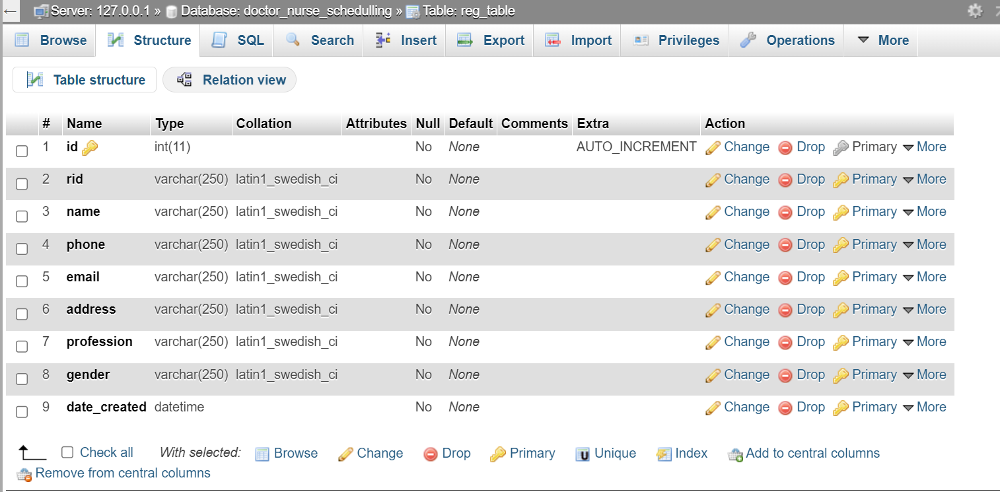 Server: 127.0.0.1 » Database: doctor_nurse_schedulling » Table: reg_table
Browse Structure SQL Search Insert Export Import Privileges Operations More
Table structure Relation view
# Name Type Collation Attributes Null Default Comments Extra Action
1 id int(11) No None AUTO_INCREMENT Change Drop Primary More
2 rid varchar(250) latin1_swedish_ci No None Change Drop Primary More
3 name varchar(250) latin1_swedish_ci No None Change Drop Primary More
4 phone varchar(250) latin1_swedish_ci No None Change Drop Primary More
5 email varchar(250) latin1_swedish_ci No None Change Drop Primary More
6 address varchar(250) latin1_swedish_ci No None Change Drop Primary More
7 profession varchar(250) latin1_swedish_ci No None Change Drop Primary More
8 gender varchar(250) latin1_swedish_ci No None Change Drop Primary More
9 date_created datetime No None Change Drop Primary More
Check all With selected: Browse Change Drop Primary Unique Index Add to central columns
Remove from central columns